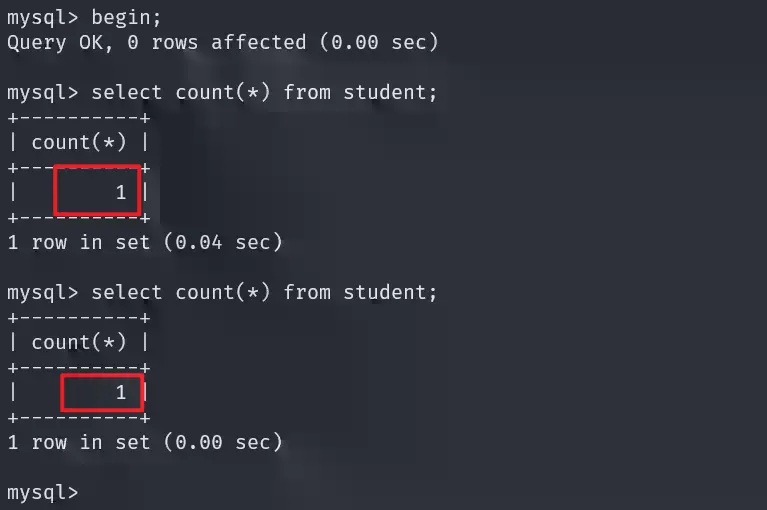 mysql> begin;
Query OK, 0 rows affected (0.00 sec)
mysql> select count(*) from student;
+----------+
| count(*) |
+----------+
|        1 |
+----------+
1 row in set (0.04 sec)
mysql> select count(*) from student;
+----------+
| count(*) |
+----------+
|        1 |
+----------+
1 row in set (0.00 sec)
mysql>